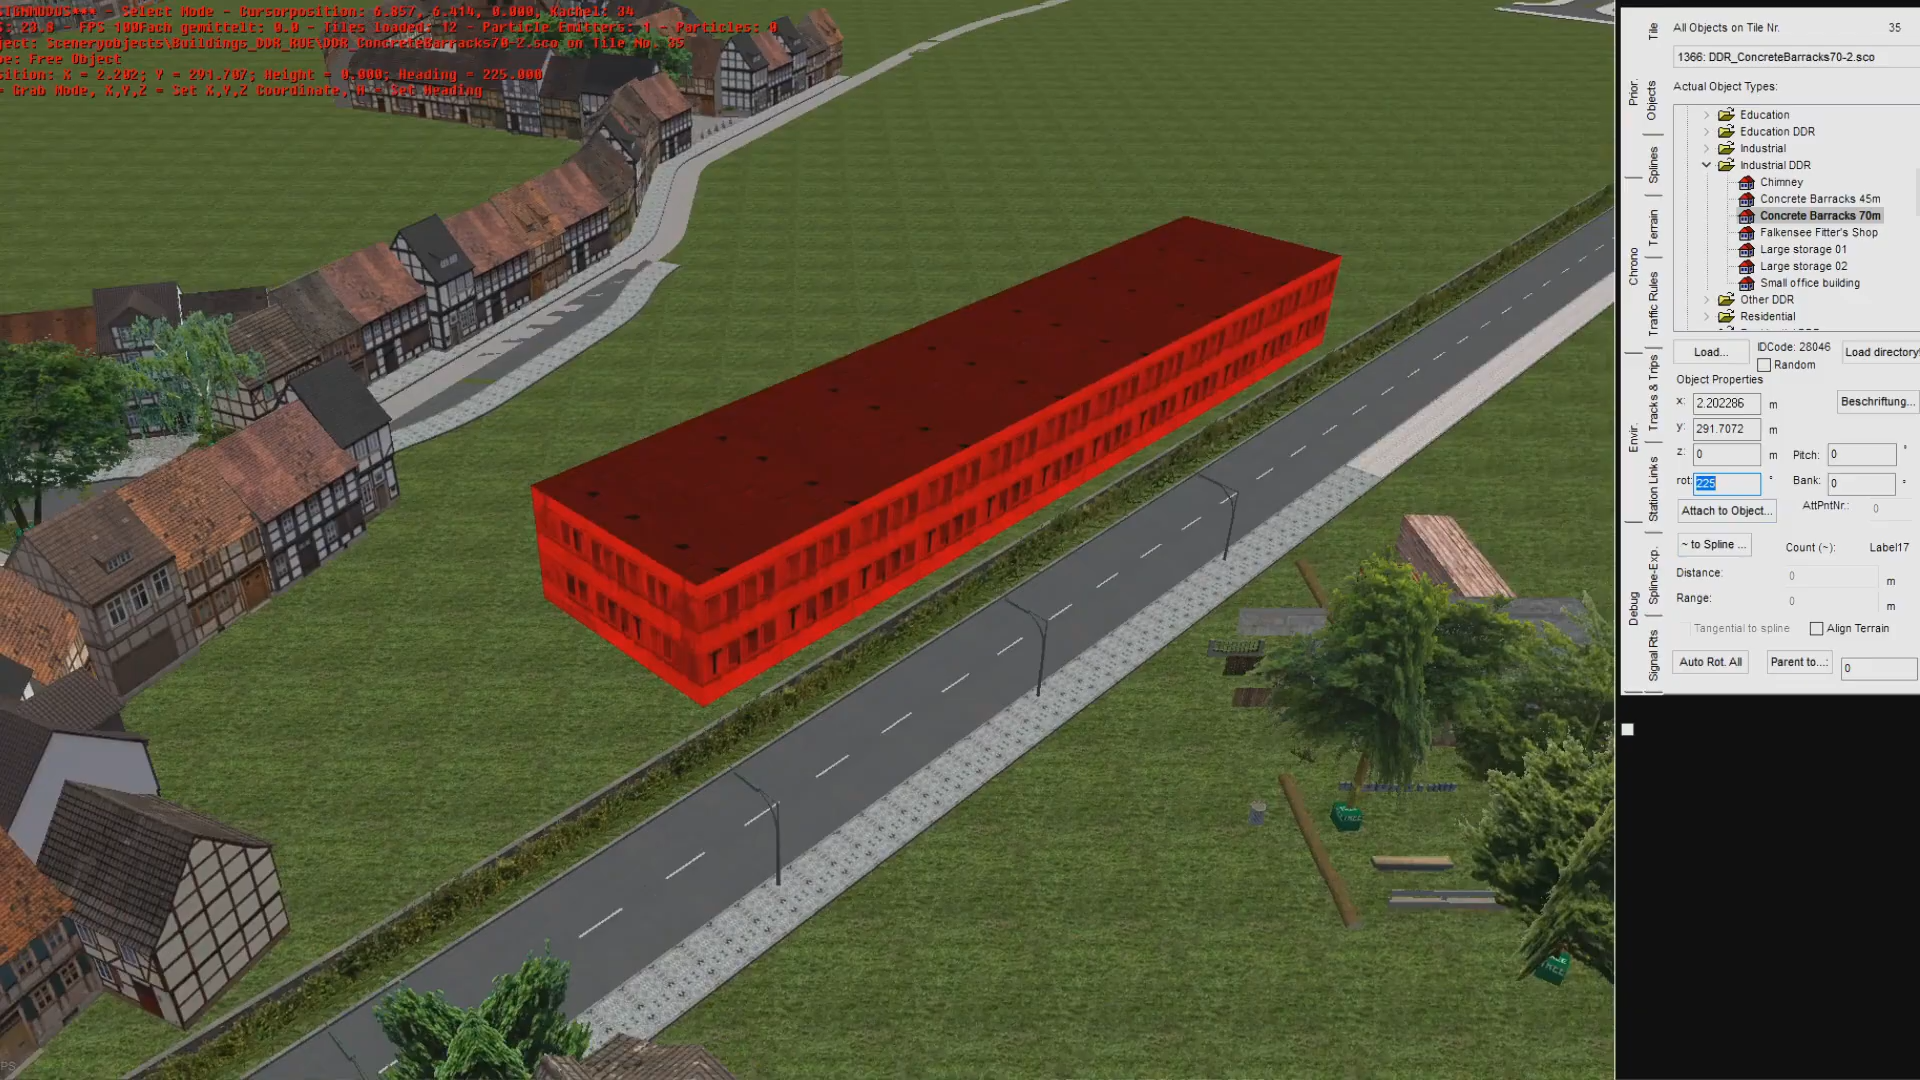 - Select Mode - Cursorposition: 6.857, 6.414, 0.000, Kachel: 34
: 23.8 FPS 100Fach gemittelt: 0.0 - Tiles loaded: 12 - Particle Emitters: 1 - Particles: 0
ject: Sceneryobjects\Buildings_DDR_RUE\DDR_ConcreteBarracks70-2.sco on Tile No. 35
pe: Free Object
sition: X = 2.202; Y = 291.707; Height = 0.000; Heading = 225.000
= Grab Mode, X,Y,Z = Set X,Y,Z Coordinate, H = Set Heading
Tile
Prior.
Objects
Splines
Terrain
Chrono
Traffic Rules
Tracks & Trips
Envir.
Station Links
Spline-Exp.
Debug
Signal Rts
All Objects on Tile Nr.
35
1366: DDR_ConcreteBarracks70-2.sco
Actual Object Types:
Education
Education DDR
Industrial
Industrial DDR
Chimney
Concrete Barracks 45m
Concrete Barracks 70m
Falkensee Fitter's Shop
Large storage 01
Large storage 02
Small office building
Other DDR
Residential
Load...
IDCode: 28046
Random
Load directory!
Object Properties
x: 2.202286 m
Beschriftung...
y: 291.7072 m
z: 0 m
Pitch: 0 °
rot: 225 °
Bank: 0 °
Attach to Object...
AttPntNr.: 0
~ to Spline ...
Count (~): Label17
Distance: 0 m
Range: 0 m
Tangential to spline
Align Terrain
Auto Rot. All
Parent to...:
0
TREE